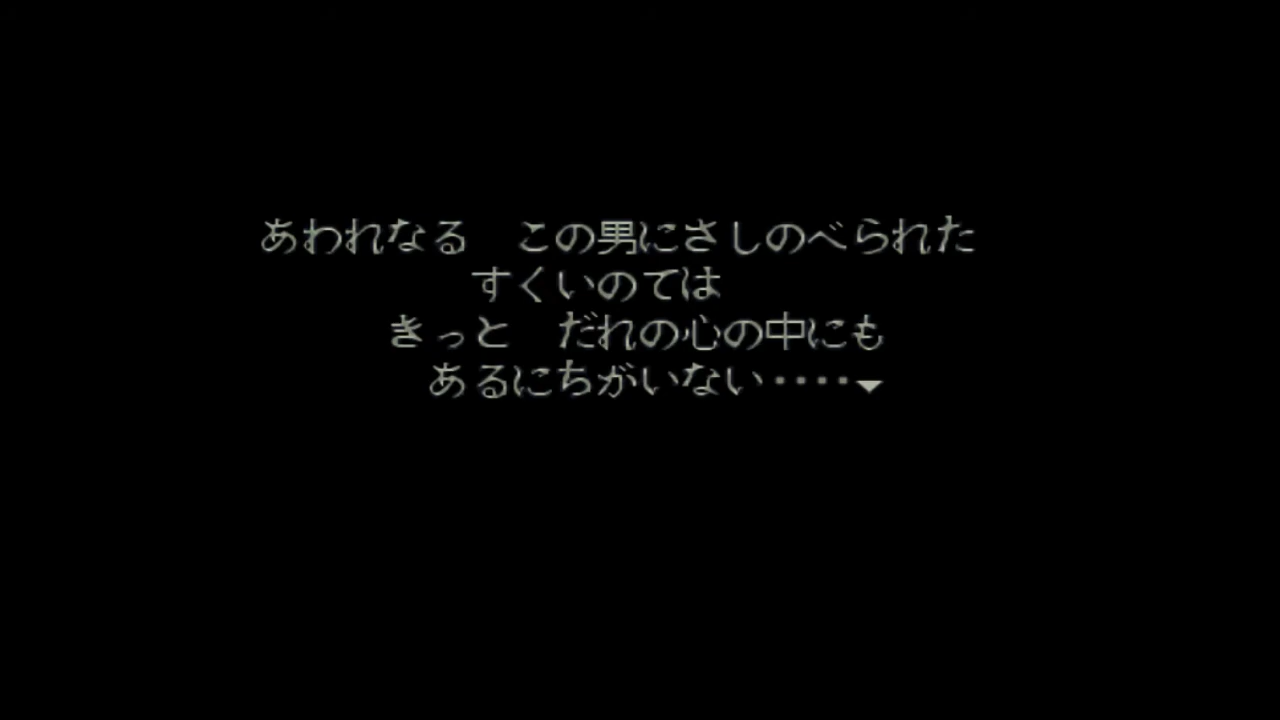 あわれなる　この男にさしのべられた
すくいのては
きっと　だれの心の中にも
あるにちがいない････